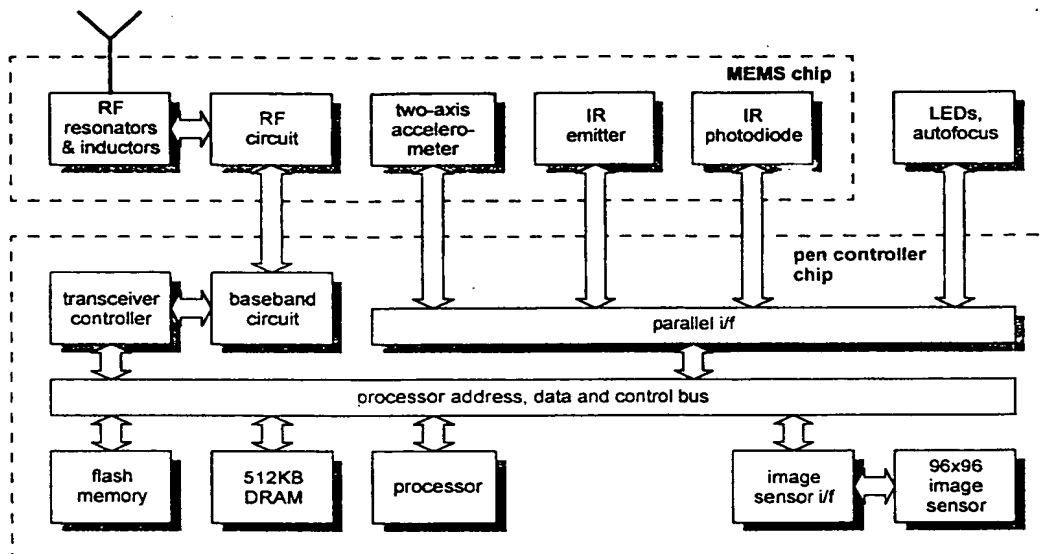 MEMS chip
RF
resonators
& inductors
RF
circuit
two-axis
accelero-
meter
IR
emitter
IR
photodiode
LEDs,
autofocus
pen controller
chip
transceiver
controller
baseband
circuit
parallel i/f
processor address, data and control bus
flash
memory
512KB
DRAM
processor
image
sensor i/f
96x96
image
sensor